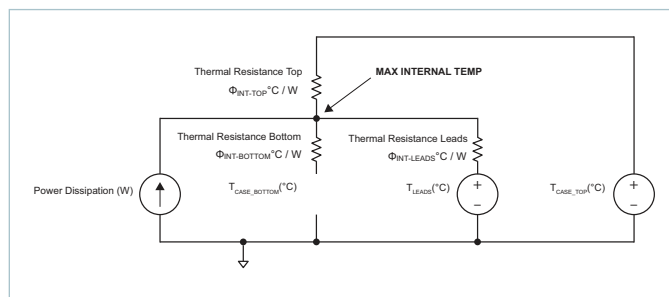 Thermal Resistance Top
MAX INTERNAL TEMP
ΦINT-TOP°C / W
Thermal Resistance Bottom
ΦINT-BOTTOM°C / W
Thermal Resistance Leads
ΦINT-LEADS°C / W
Power Dissipation (W)
TCASE_BOTTOM(°C)
TLEADS(°C)
TCASE_TOP(°C)
+
–
+
–